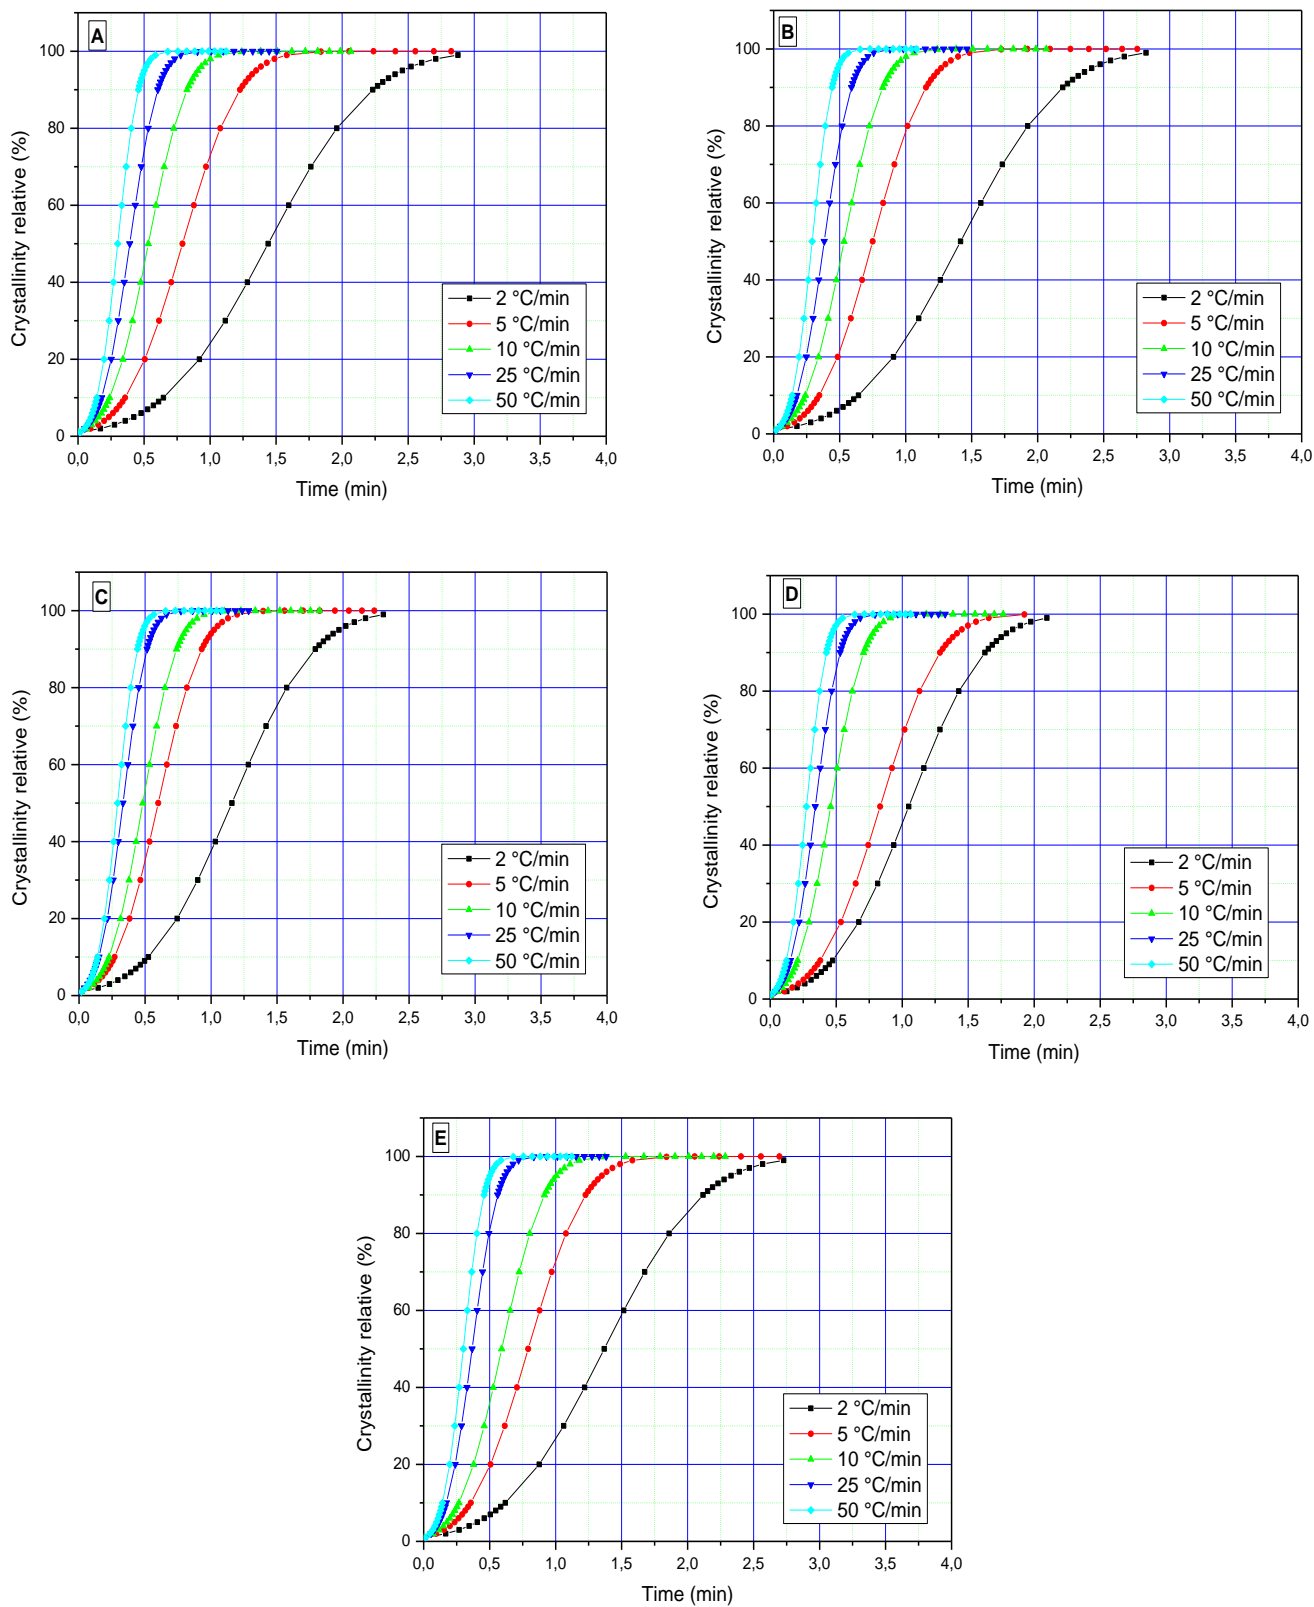 A
100
80
60
40
20
0
Crystallinity relative (%)
2 °C/min
5 °C/min
10 °C/min
25 °C/min
50 °C/min
0,0 0,5 1,0 1,5 2,0 2,5 3,0 3,5 4,0
Time (min)
B
100
80
60
40
20
0
Crystallinity relative (%)
2 °C/min
5 °C/min
10 °C/min
25 °C/min
50 °C/min
0,0 0,5 1,0 1,5 2,0 2,5 3,0 3,5 4,0
Time (min)
C
100
80
60
40
20
0
Crystallinity relative (%)
2 °C/min
5 °C/min
10 °C/min
25 °C/min
50 °C/min
0,0 0,5 1,0 1,5 2,0 2,5 3,0 3,5 4,0
Time (min)
D
100
80
60
40
20
0
Crystallinity relative (%)
2 °C/min
5 °C/min
10 °C/min
25 °C/min
50 °C/min
0,0 0,5 1,0 1,5 2,0 2,5 3,0 3,5 4,0
Time (min)
E
100
80
60
40
20
0
Crystallinity relative (%)
2 °C/min
5 °C/min
10 °C/min
25 °C/min
50 °C/min
0,0 0,5 1,0 1,5 2,0 2,5 3,0 3,5 4,0
Time (min)